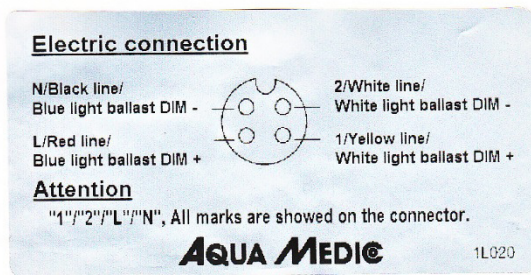 Electric connection
N/Black line/
Blue light ballast DIM -
2/White line/
White light ballast DIM -
L/Red line/
Blue light ballast DIM +
1/Yellow line/
White light ballast DIM +
Attention
"1"/"2"/"L"/"N", All marks are showed on the connector.
AQUA MEDIC
1L020